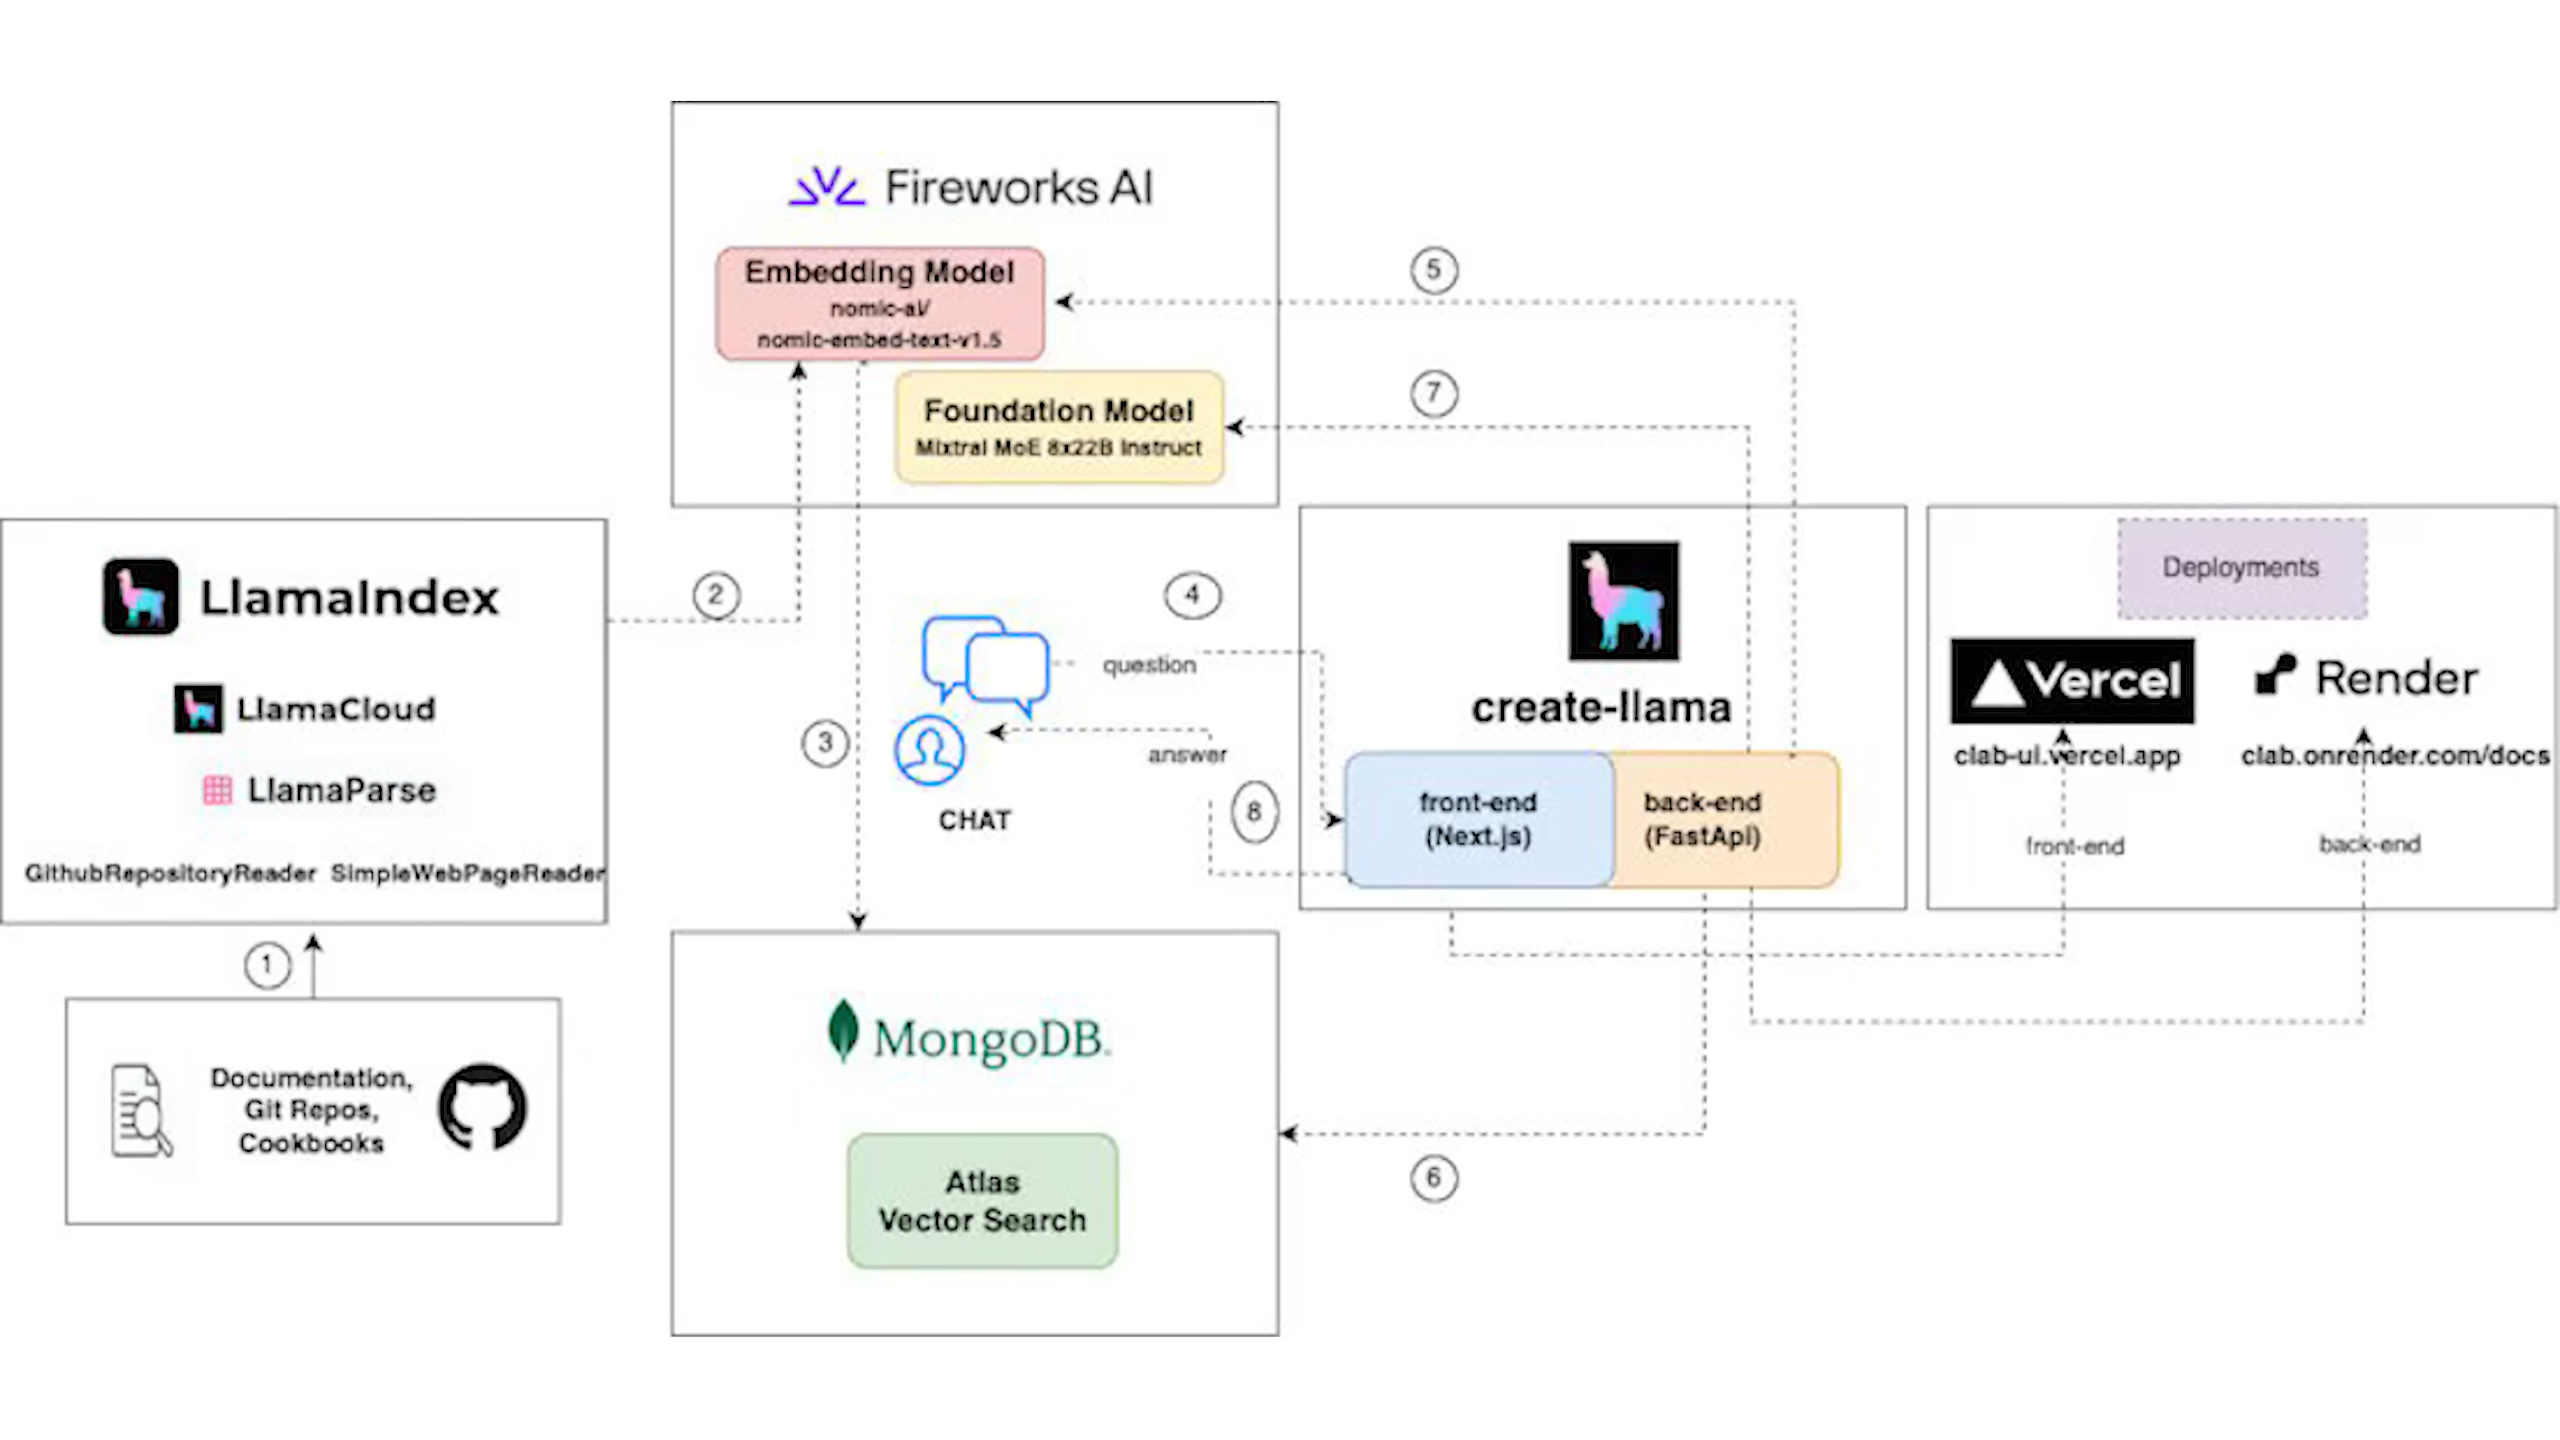 Fireworks AI
Embedding Model
nomic-ai/
nomic-embed-text-v1.5
Foundation Model
Mixtral MoE 8x22B Instruct
5
7
LlamaIndex
LlamaCloud
LlamaParse
GithubRepositoryReader SimpleWebPageReader
2
1
Documentation,
Git Repos,
Cookbooks
3
4
question
answer
8
CHAT
create-llama
front-end
(Next.js)
back-end
(FastApi)
Deployments
Vercel
clab-ui.vercel.app
front-end
Render
clab.onrender.com/docs
back-end
MongoDB.
Atlas
Vector Search
6